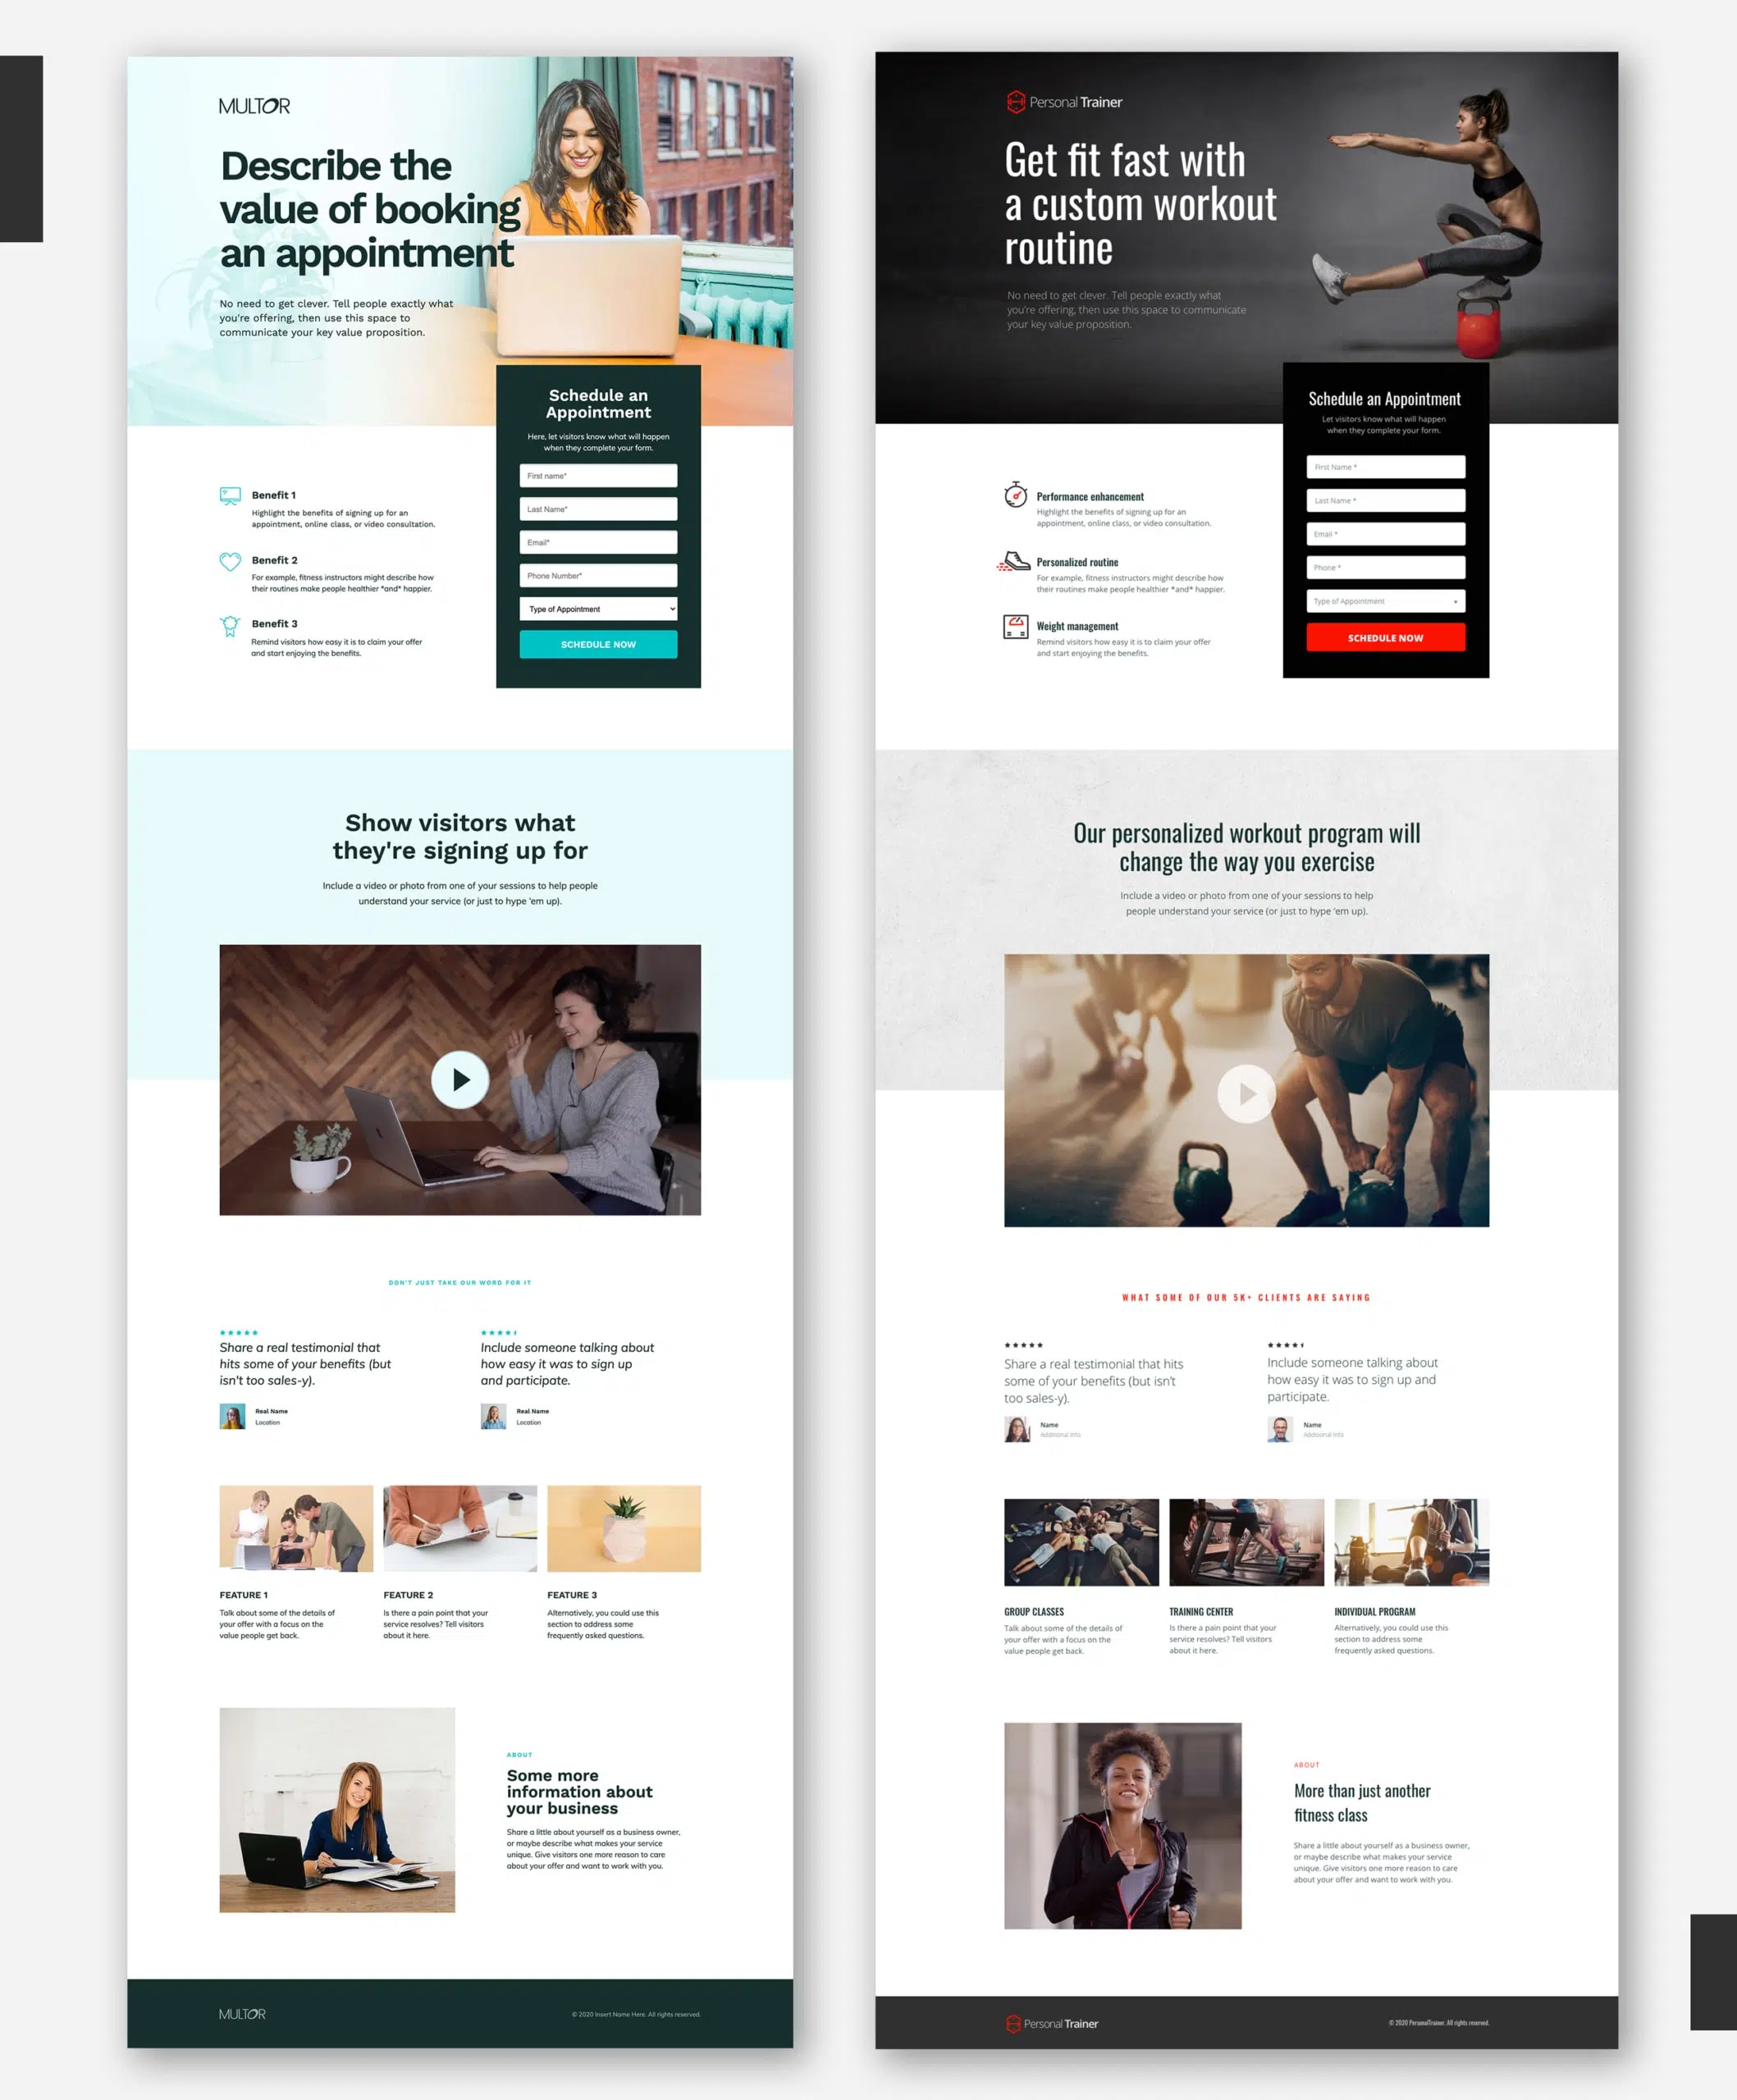 MULTOR
Describe the
value of booking
an appointment
No need to get clever. Tell people exactly what
you're offering, then use this space to
communicate your key value proposition.
Schedule an
Appointment
Here, let visitors know what will happen
when they complete your form.
First name*
Last Name*
Email*
Phone Number*
Type of Appointment
SCHEDULE NOW
Benefit 1
Highlight the benefits of signing up for an
appointment, online class, or video consultation.
Benefit 2
For example, fitness instructors might describe how
their routines make people healthier *and* happier.
Benefit 3
Remind visitors how easy it is to claim your offer
and start enjoying the benefits.
Show visitors what
they're signing up for
Include a video or photo from one of your sessions to help people
understand your service (or just to hype 'em up).
DON'T JUST TAKE OUR WORD FOR IT
Share a real testimonial that
hits some of your benefits (but
isn't too sales-y).
Real Name
Location
Include someone talking about
how easy it was to sign up
and participate.
Real Name
Location
FEATURE 1
Talk about some of the details of
your offer with a focus on the
value people get back.
FEATURE 2
Is there a pain point that your
service resolves? Tell visitors
about it here.
FEATURE 3
Alternatively, you could use this
section to address some
frequently asked questions.
ABOUT
Some more
information about
your business
Share a little about yourself as a business owner,
or maybe describe what makes your service
unique. Give visitors one more reason to care
about your offer and want to work with you.
MULTOR
© 2020 Insert Name Here. All rights reserved.
Personal Trainer
Get fit fast with
a custom workout
routine
No need to get clever. Tell people exactly what
you're offering, then use this space to communicate
your key value proposition.
Schedule an Appointment
Let visitors know what will happen
when they complete your form.
First Name *
Last Name *
Email *
Phone *
Type of Appointment
SCHEDULE NOW
Performance enhancement
Highlight the benefits of signing up for an
appointment, online class, or video consultation.
Personalized routine
For example, fitness instructors might describe how
their routines make people healthier *and* happier.
Weight management
Remind visitors how easy it is to claim your offer
and start enjoying the benefits.
Our personalized workout program will
change the way you exercise
Include a video or photo from one of your sessions to help
people understand your service (or just to hype 'em up).
WHAT SOME OF OUR 5K+ CLIENTS ARE SAYING
Share a real testimonial that hits
some of your benefits (but isn't
too sales-y).
Name
Additional Info
Include someone talking about
how easy it was to sign up and
participate.
Name
Additional Info
GROUP CLASSES
Talk about some of the details of
your offer with a focus on the
value people get back.
TRAINING CENTER
Is there a pain point that your
service resolves? Tell visitors
about it here.
INDIVIDUAL PROGRAM
Alternatively, you could use this
section to address some
frequently asked questions.
ABOUT
More than just another
fitness class
Share a little about yourself as a business owner,
or maybe describe what makes your service
unique. Give visitors one more reason to care
about your offer and want to work with you.
Personal Trainer
© 2020 PersonalTrainer. All rights reserved.